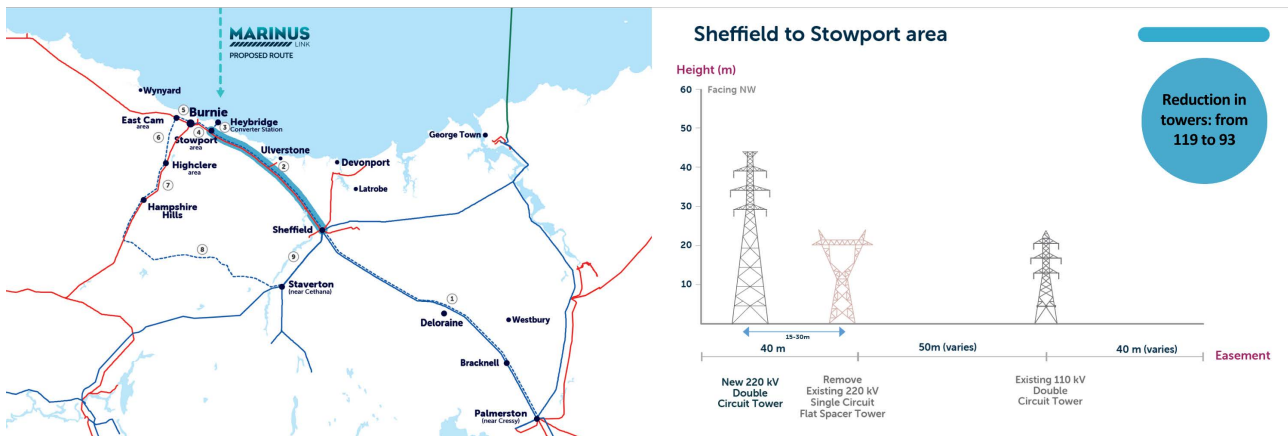 MARINUS
LINK
PROPOSED ROUTE
Wynyard
5
Burnie
East Cam
area
3
Heybridge
Converter Station
4
6
Stowport
area
George Town
Ulverstone
2
Devonport
Highclere
area
7
Latrobe
Hampshire
Hills
Sheffield
8
9
Staverton
(near Cethana)
1
Deloraine
Westbury
Bracknell
Palmerston
(near Cressy)
Sheffield to Stowport area
Height (m)
60
Facing NW
50
40
30
20
10
Reduction in
towers: from
119 to 93
15-30m
40 m
50m (varies)
40 m (varies)
Easement
New 220 kV
Double
Circuit Tower
Remove
Existing 220 kV
Single Circuit
Flat Spacer Tower
Existing 110 kV
Double
Circuit Tower